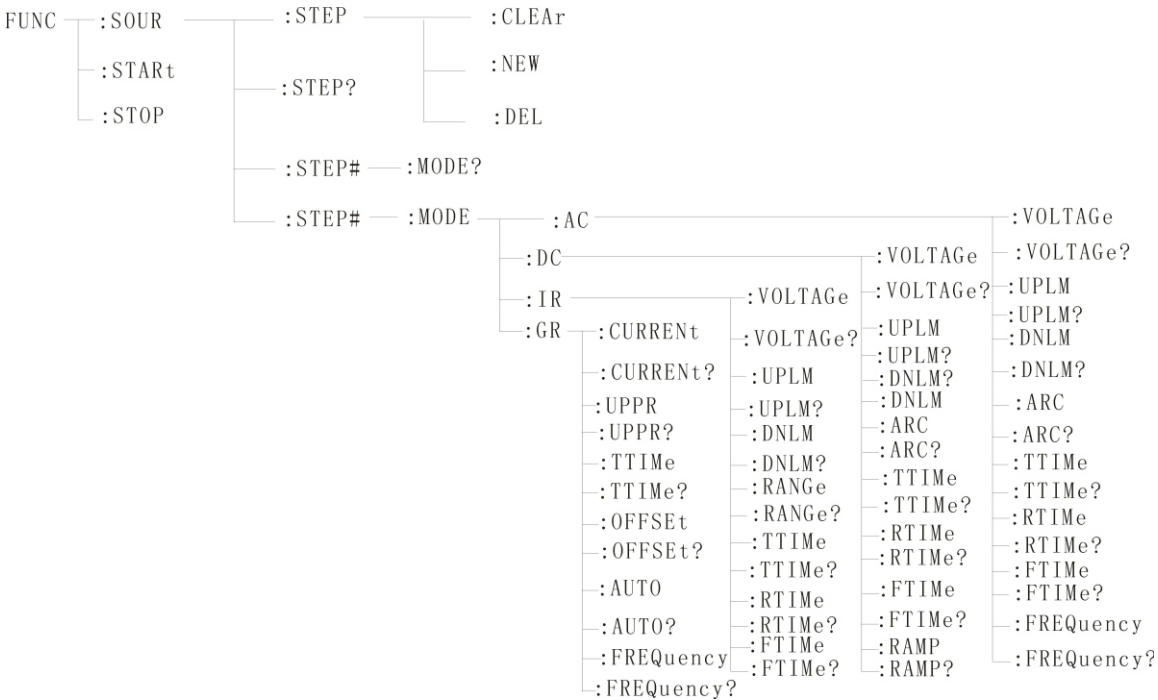 FUNC :SOUR :STEP :CLEAr
:STARt :NEW
:STEP?
:STOP :DEL
:STEP# :MODE?
:STEP# :MODE :AC :VOLTAGe
:DC :VOLTAGe :VOLTAGe?
:IR :VOLTAGe :VOLTAGe? :UPLM
:GR :CURRENt :VOLTAGe? :UPLM :UPLM?
:UPLM? :DNLM
:CURRENt? :UPLM :DNLM? :DNLM?
:UPPR :UPLM? :DNLM :ARC
:UPPR? :DNLM :ARC :ARC?
:ARC?
:TTIMe :DNLM? :TTIMe :TTIMe
:TTIMe? :RANGe :TTIMe? :TTIMe?
:OFFSEt :RANGe? :RTIMe :RTIMe
:OFFSEt? :TTIMe :RTIMe? :RTIMe?
:AUTO :TTIMe? :FTIMe :FTIMe
:RTIMe :FTIMe?
:AUTO? :RTIMe? :FTIMe? :FREQuency
:FREQuency :FTIMe :RAMP :FREQuency?
:FREQuency? :FTIMe? :RAMP?